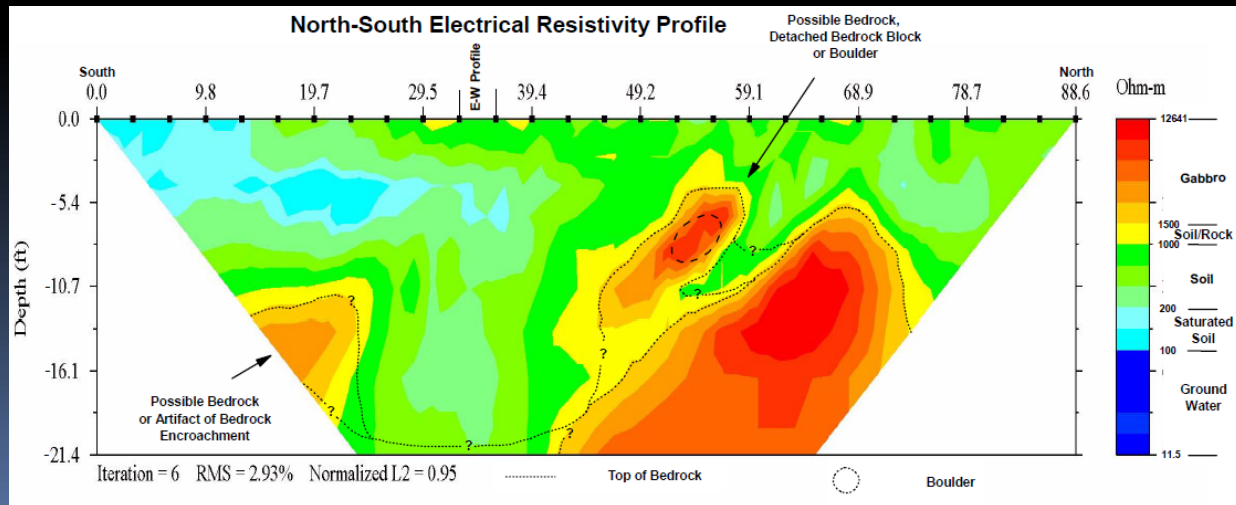 North-South Electrical Resistivity Profile
Possible Bedrock,
Detached Bedrock Block
or Boulder
South
E-W Profile
North
0.0 9.8 19.7 29.5 39.4 49.2 59.1 68.9 78.7 88.6
Ohm-m
0.0
-5.4
-10.7
-16.1
-21.4
Depth (ft)
12641
Gabbro
1500
Soil/Rock
1000
Soil
200
Saturated
Soil
100
Ground
Water
11.5
?
?
?
?
?
?
?
?
Possible Bedrock
or Artifact of Bedrock
Encroachment
Iteration = 6 RMS = 2.93% Normalized L2 = 0.95
Top of Bedrock
Boulder